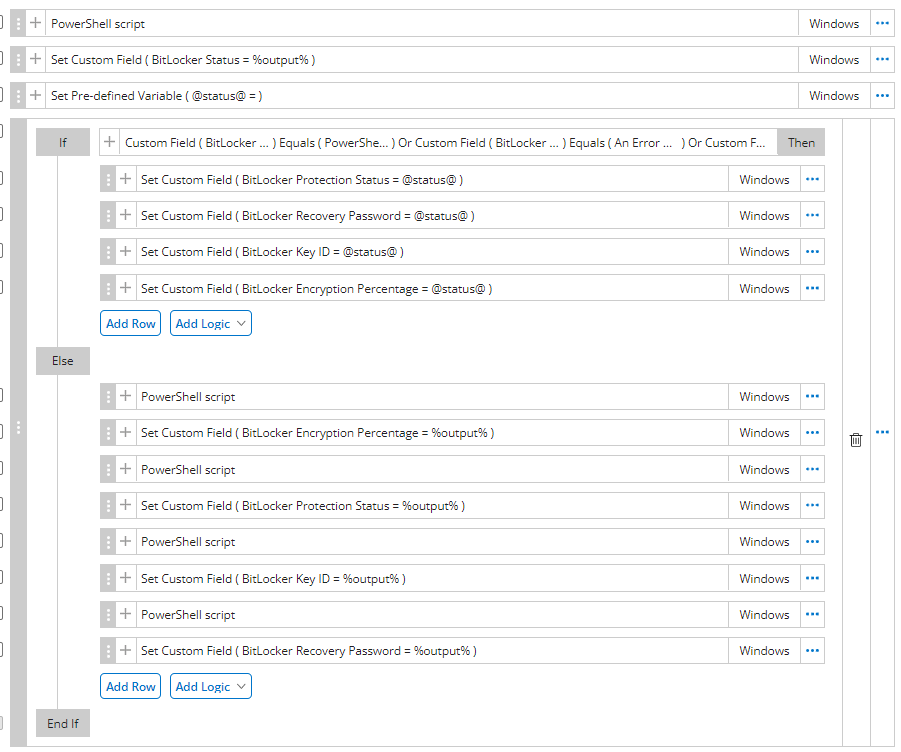 PowerShell script Windows
Set Custom Field ( BitLocker Status = %output% ) Windows
Set Pre-defined Variable ( @status@ = ) Windows
If Custom Field ( BitLocker ... ) Equals ( PowerShe... ) Or Custom Field ( BitLocker ... ) Equals ( An Error ... ) Or Custom F... Then
Set Custom Field ( BitLocker Protection Status = @status@ ) Windows
Set Custom Field ( BitLocker Recovery Password = @status@ ) Windows
Set Custom Field ( BitLocker Key ID = @status@ ) Windows
Set Custom Field ( BitLocker Encryption Percentage = @status@ ) Windows
Add Row Add Logic
Else
PowerShell script Windows
Set Custom Field ( BitLocker Encryption Percentage = %output% ) Windows
PowerShell script Windows
Set Custom Field ( BitLocker Protection Status = %output% ) Windows
PowerShell script Windows
Set Custom Field ( BitLocker Key ID = %output% ) Windows
PowerShell script Windows
Set Custom Field ( BitLocker Recovery Password = %output% ) Windows
Add Row Add Logic
End If